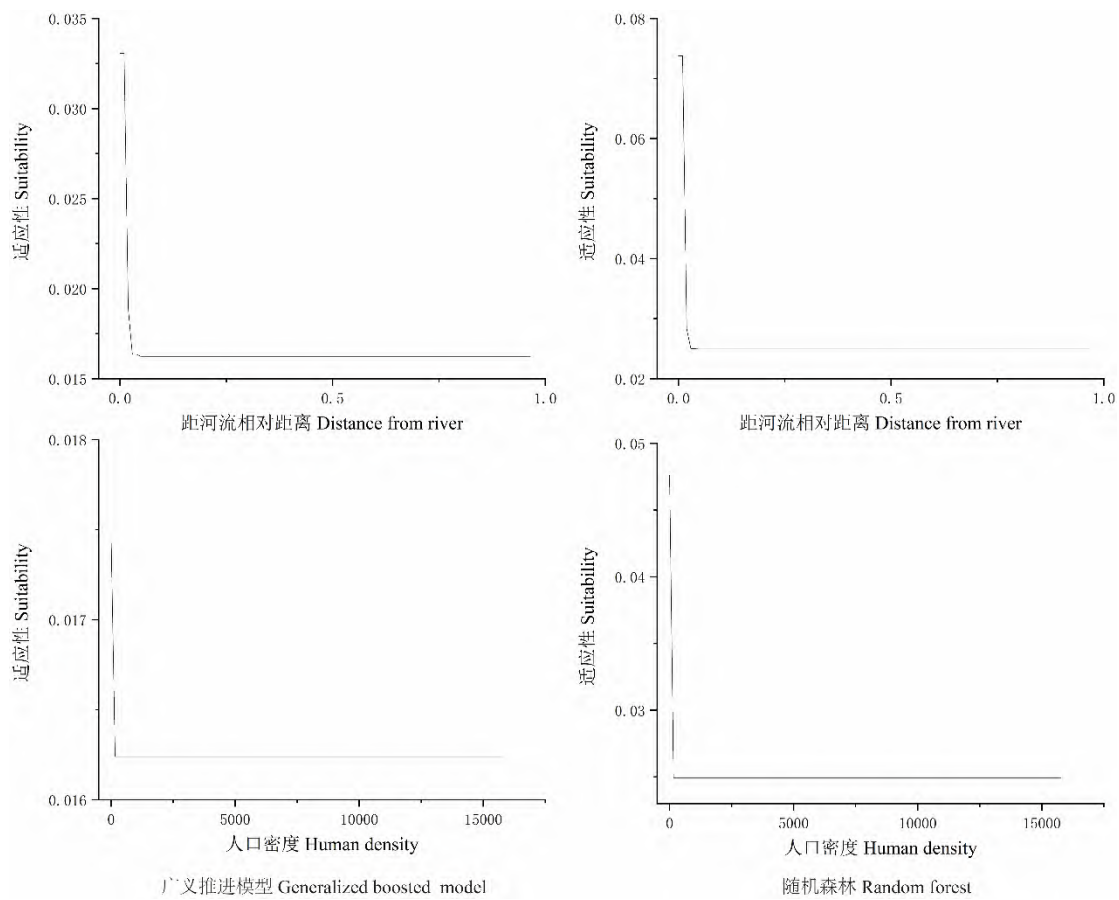 0.035
0.030
0.025
0.020
0.015
适应性 Suitability
0.0
0.5
1.0
距河流相对距离 Distance from river
0.08
0.06
0.04
0.02
适应性 Suitability
0.0
0.5
1.0
距河流相对距离 Distance from river
0.018
0.017
0.016
适应性 Suitability
0
5000
10000
15000
人口密度 Human density
广义推进模型 Generalized boosted model
0.05
0.04
0.03
适应性 Suitability
0
5000
10000
15000
人口密度 Human density
随机森林 Random forest